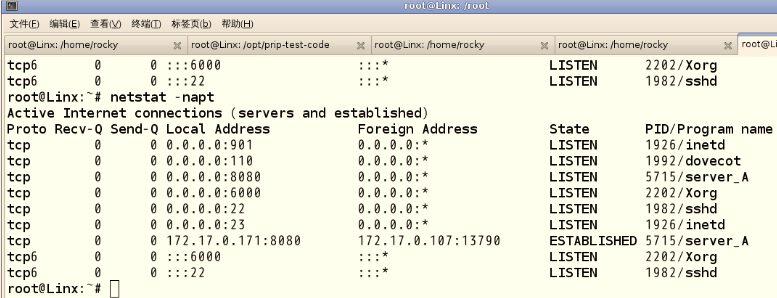 root@Linx: /root
文件(F) 编辑(E) 查看(V) 终端(T) 标签页(b) 帮助(H)
root@Linx: /home/rocky root@Linx: /opt/prip-test-code root@Linx: /home/rocky root@Linx: /home/rocky root@Li
tcp6 0 0 :::6000 :::* LISTEN 2202/Xorg
tcp6 0 0 :::22 :::* LISTEN 1982/sshd
root@Linx:~# netstat -napt
Active Internet connections (servers and established)
Proto Recv-Q Send-Q Local Address Foreign Address State PID/Program name
tcp 0 0 0.0.0.0:901 0.0.0.0:* LISTEN 1926/inetd
tcp 0 0 0.0.0.0:110 0.0.0.0:* LISTEN 1992/dovecot
tcp 0 0 0.0.0.0:8080 0.0.0.0:* LISTEN 5715/server_A
tcp 0 0 0.0.0.0:6000 0.0.0.0:* LISTEN 2202/Xorg
tcp 0 0 0.0.0.0:22 0.0.0.0:* LISTEN 1982/sshd
tcp 0 0 0.0.0.0:23 0.0.0.0:* LISTEN 1926/inetd
tcp 0 0 172.17.0.171:8080 172.17.0.107:13790 ESTABLISHED 5715/server_A
tcp6 0 0 :::6000 :::* LISTEN 2202/Xorg
tcp6 0 0 :::22 :::* LISTEN 1982/sshd
root@Linx:~#